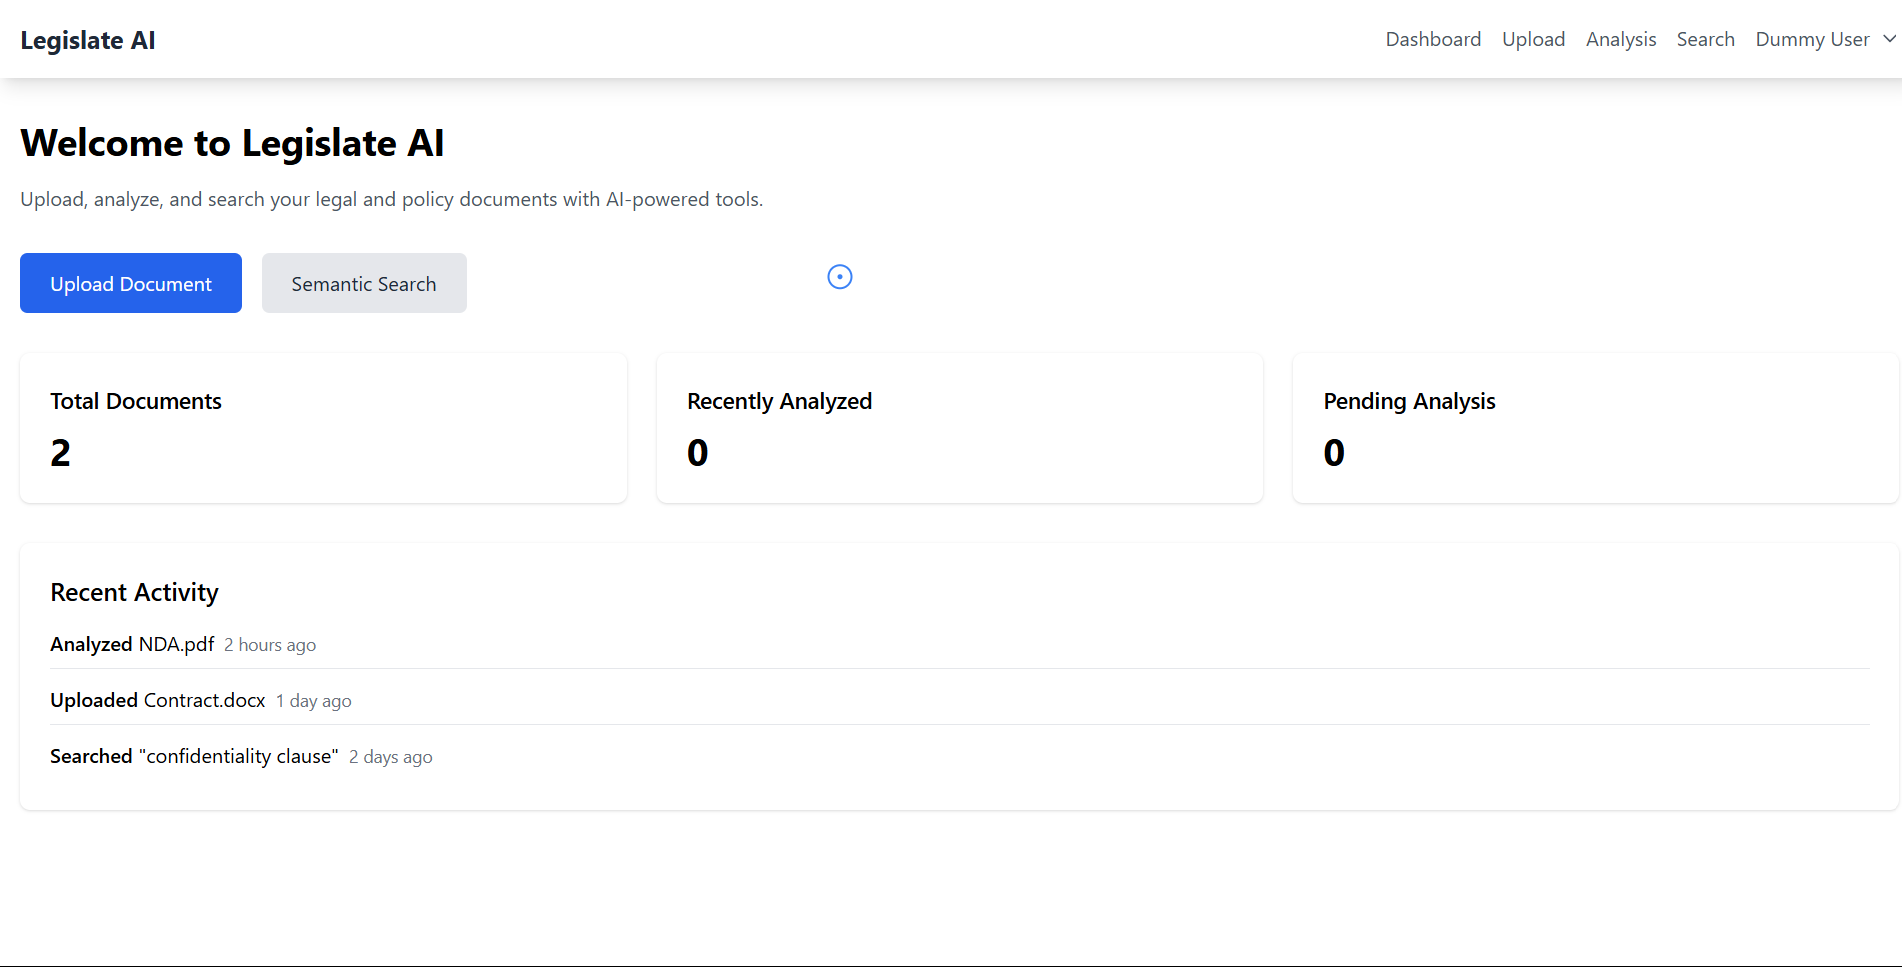 Legislate AI
Dashboard Upload Analysis Search Dummy User
Welcome to Legislate AI
Upload, analyze, and search your legal and policy documents with AI-powered tools.
Upload Document Semantic Search
Total Documents Recently Analyzed Pending Analysis
2 0 0
Recent Activity
Analyzed NDA.pdf 2 hours ago
Uploaded Contract.docx 1 day ago
Searched "confidentiality clause" 2 days ago